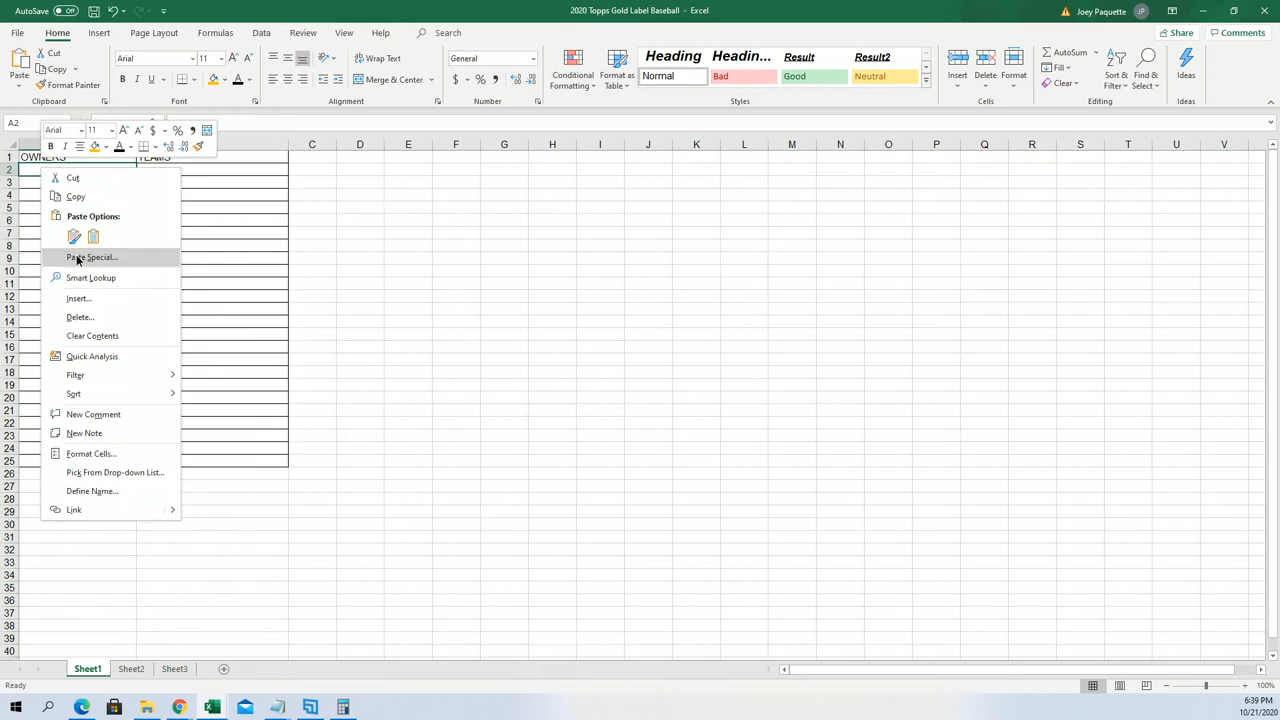 AutoSave Off 2020 Topps Gold Label Baseball - Excel Joey Paquette JP
File Home Insert Page Layout Formulas Data Review View Help Search Share Comments
Paste Cut Copy Format Painter Clipboard
Arial 11 B I U Font
Wrap Text Merge & Center Alignment
General $ % Number
Conditional Formatting Format as Table
Heading Headin... Result Result2
Normal Bad Good Neutral
Styles
Insert Delete Format Cells
AutoSum Fill Clear Sort & Filter Find & Select Editing
Ideas Ideas
A2
Arial 11 A A $ % 9
B I A
C D E F G H I J K L M N O P Q R S T U V
1 OWNERS TEAMS
2
3
4
5
6
7
8
9
10
11
12
13
14
15
16
17
18
19
20
21
22
23
24
25
26
27
28
29
30
31
32
33
34
35
36
37
38
39
40
Cut
Copy
Paste Options:
Paste Special...
Smart Lookup
Insert...
Delete...
Clear Contents
Quick Analysis
Filter
Sort
New Comment
New Note
Format Cells...
Pick From Drop-down List...
Define Name...
Link
Sheet1 Sheet2 Sheet3
Ready 100%
6:39 PM
10/21/2020